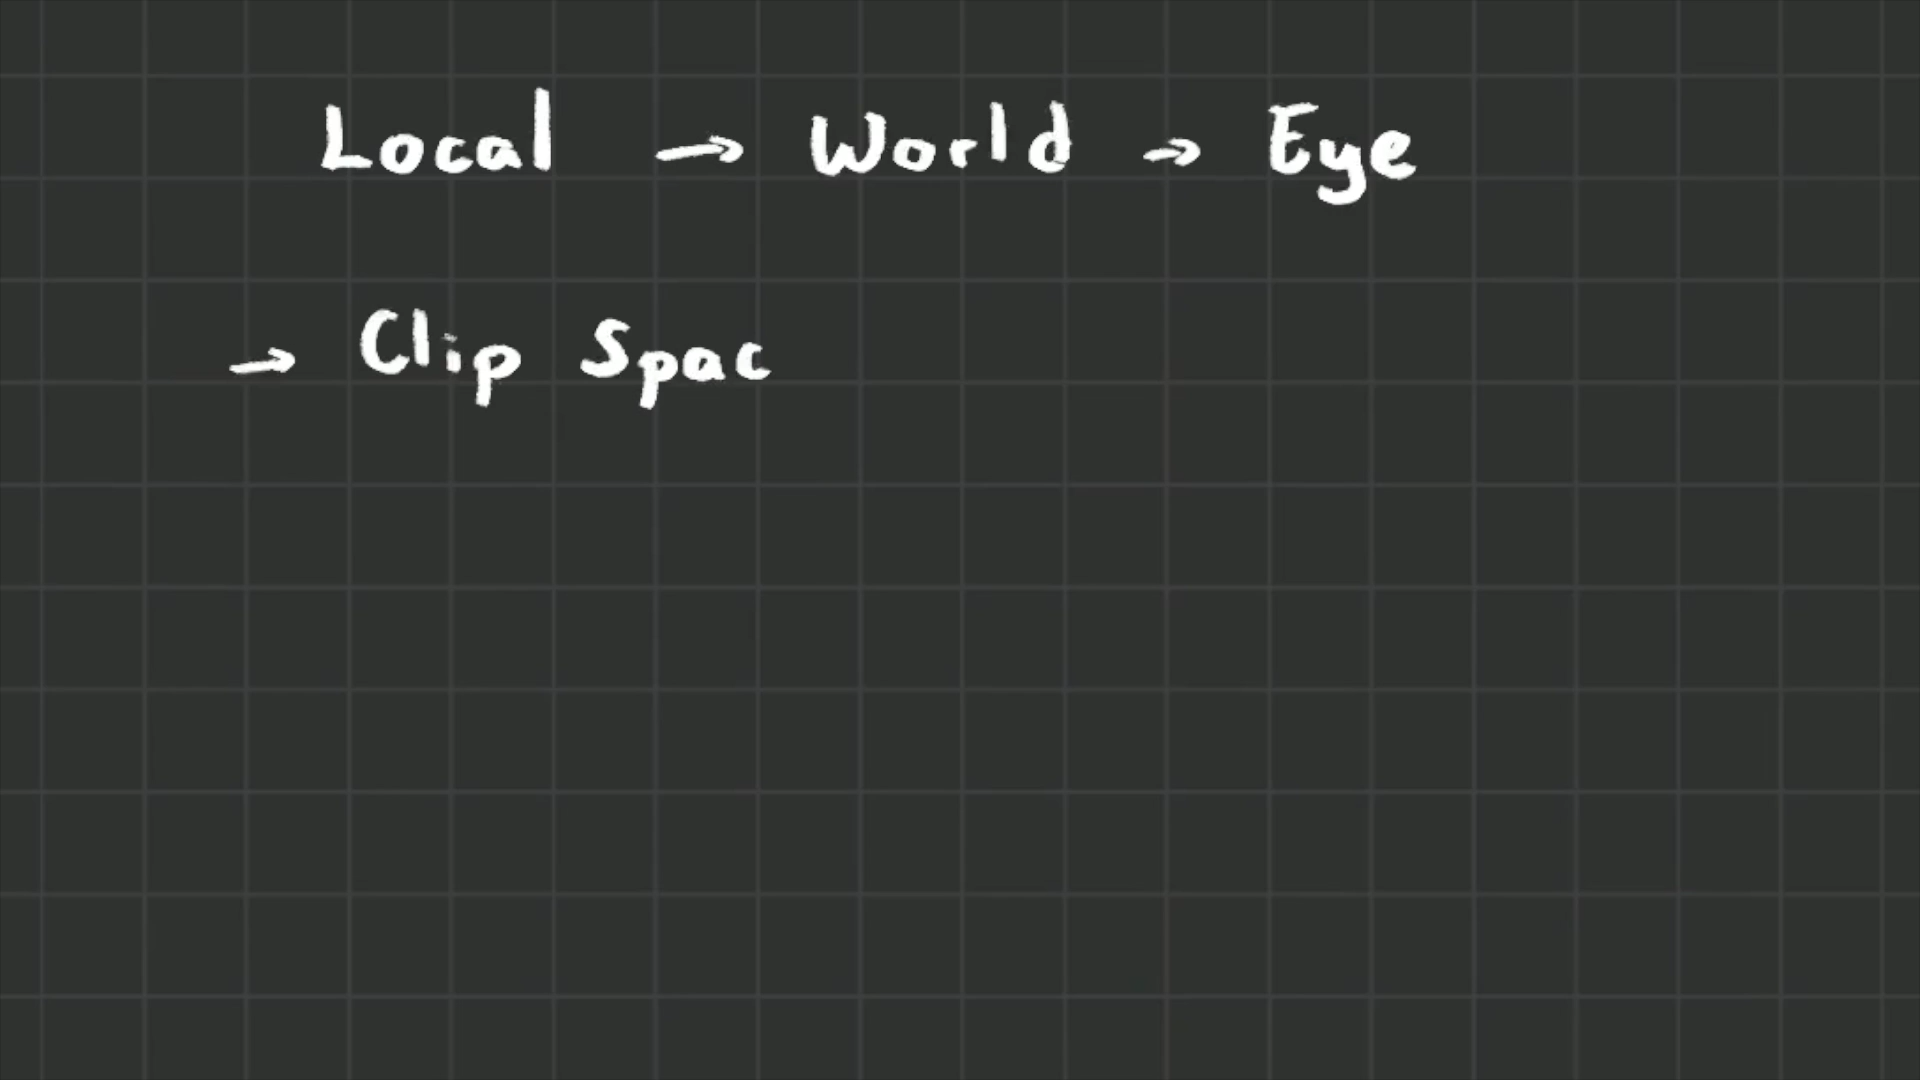 Local → World → Eye
→ Clip Spac